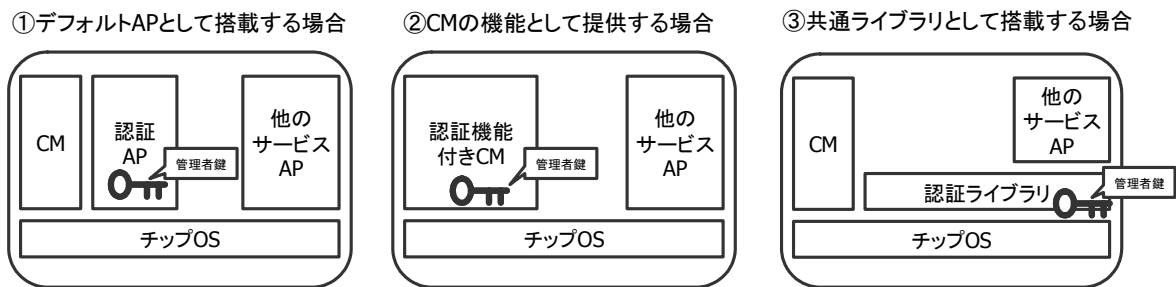 ①デフォルトAPとして搭載する場合
CM
認証
AP
管理者鍵
他の
サービス
AP
チップOS
②CMの機能として提供する場合
認証機能
付きCM
管理者鍵
他の
サービス
AP
チップOS
③共通ライブラリとして搭載する場合
CM
他の
サービス
AP
管理者鍵
認証ライブラリ
チップOS